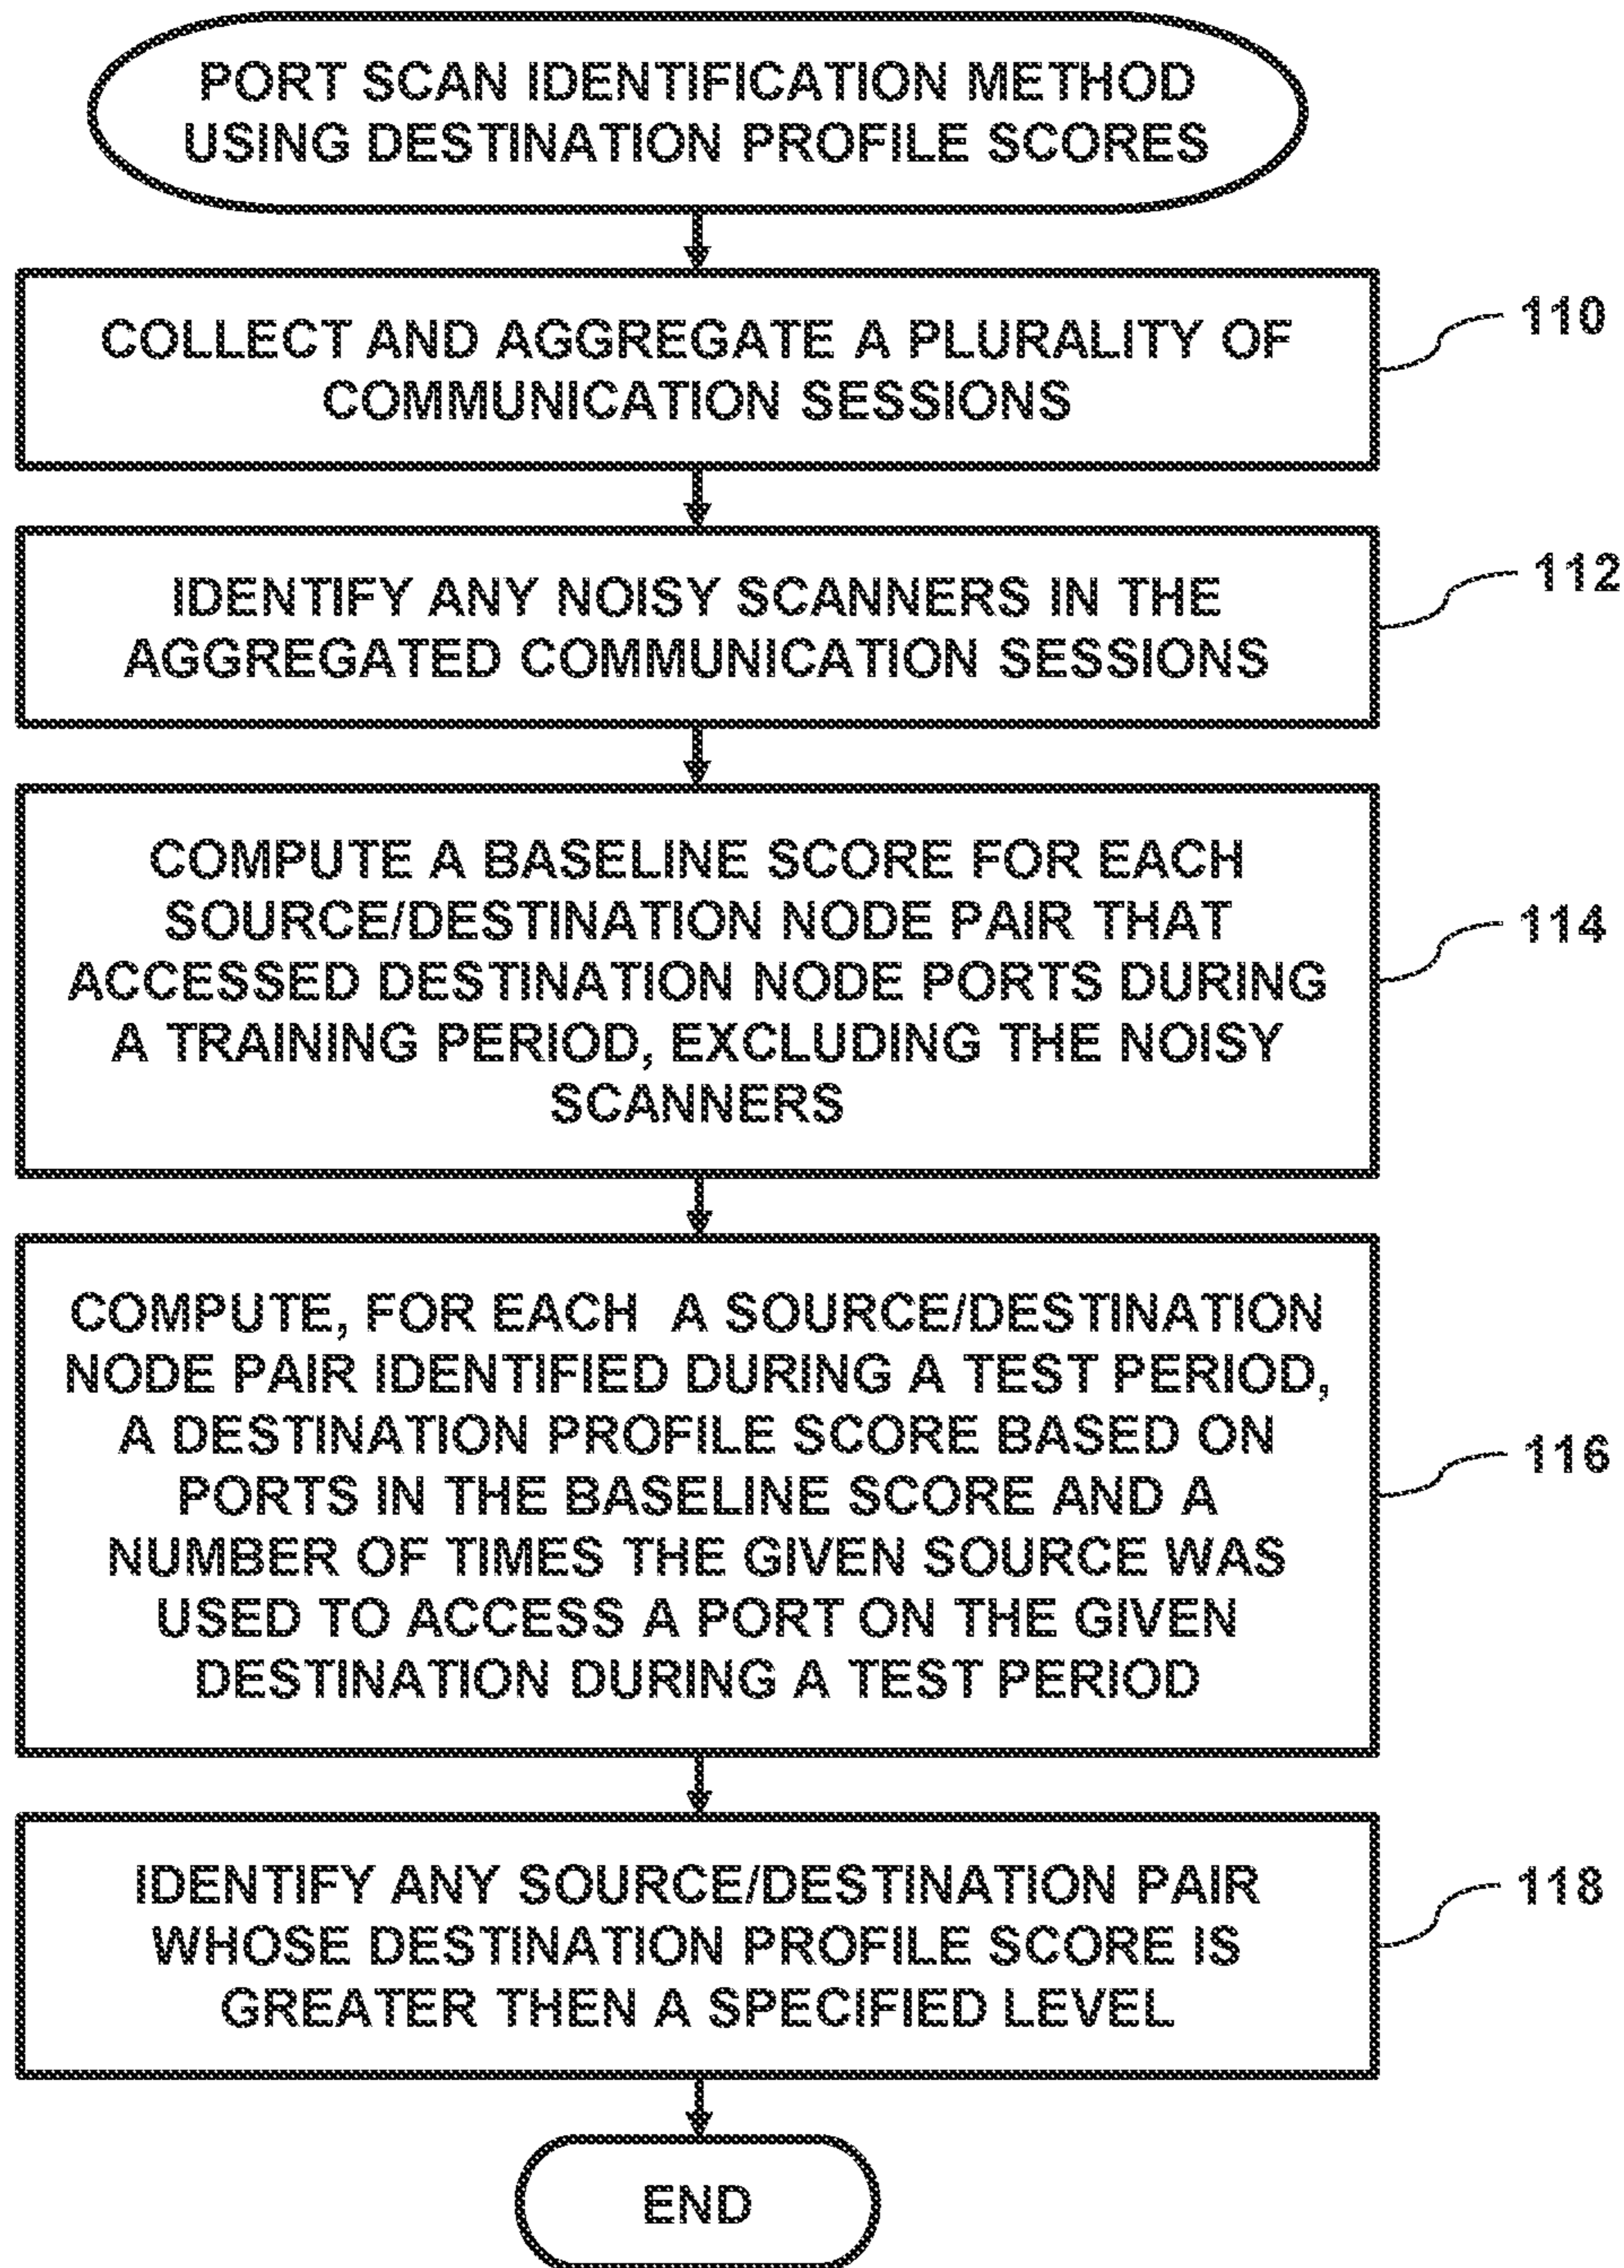 PORT SCAN IDENTIFICATION METHOD
USING DESTINATION PROFILE SCORES
COLLECT AND AGGREGATE A PLURALITY OF
COMMUNICATION SESSIONS
110
IDENTIFY ANY NOISY SCANNERS IN THE
AGGREGATED COMMUNICATION SESSIONS
112
COMPUTE A BASELINE SCORE FOR EACH
SOURCE/DESTINATION NODE PAIR THAT
ACCESSED DESTINATION NODE PORTS DURING
A TRAINING PERIOD, EXCLUDING THE NOISY
SCANNERS
114
COMPUTE, FOR EACH A SOURCE/DESTINATION
NODE PAIR IDENTIFIED DURING A TEST PERIOD,
A DESTINATION PROFILE SCORE BASED ON
PORTS IN THE BASELINE SCORE AND A
NUMBER OF TIMES THE GIVEN SOURCE WAS
USED TO ACCESS A PORT ON THE GIVEN
DESTINATION DURING A TEST PERIOD
116
IDENTIFY ANY SOURCE/DESTINATION PAIR
WHOSE DESTINATION PROFILE SCORE IS
GREATER THEN A SPECIFIED LEVEL
118
END